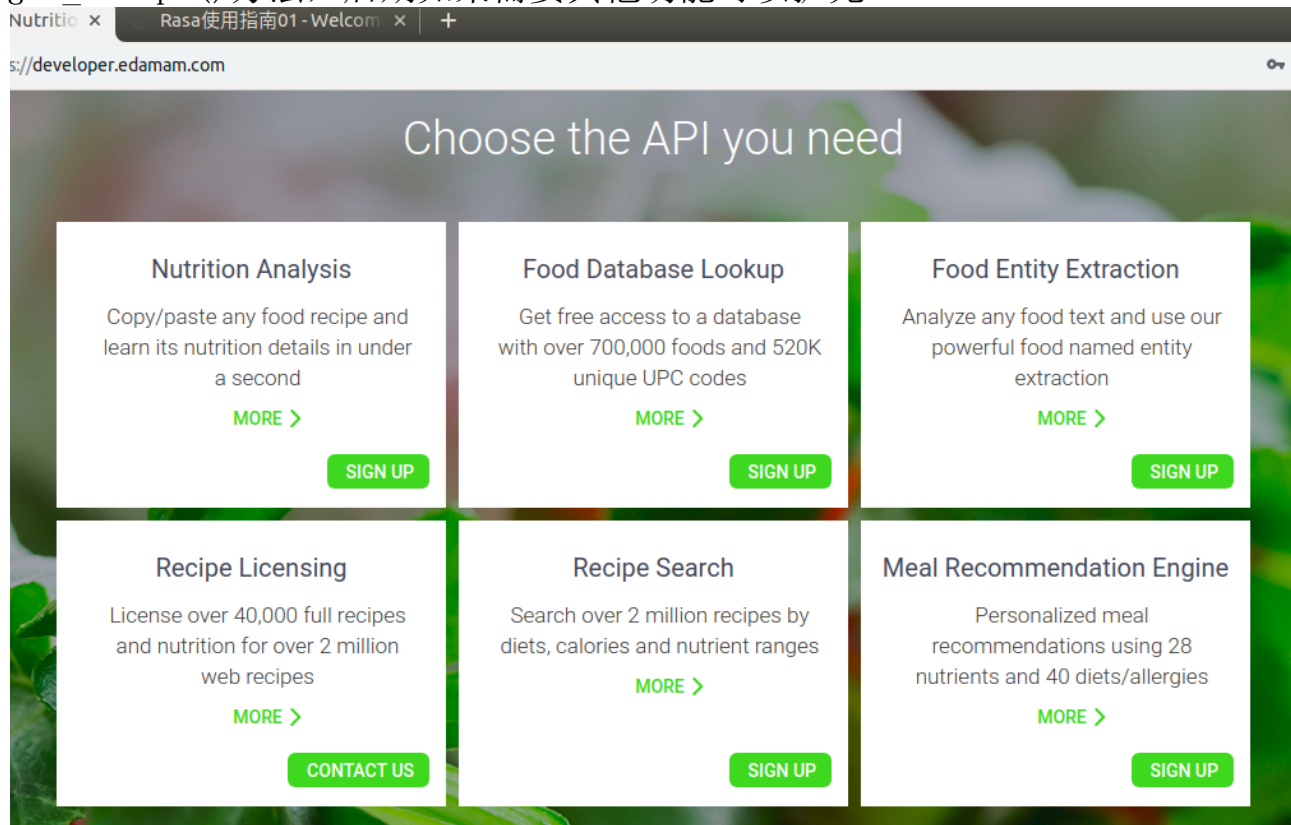 Nutritio × Rasa使用指南01 - Welcom × +
s://developer.edamam.com
Choose the API you need
Nutrition Analysis
Copy/paste any food recipe and
learn its nutrition details in under
a second
MORE >
SIGN UP
Food Database Lookup
Get free access to a database
with over 700,000 foods and 520K
unique UPC codes
MORE >
SIGN UP
Food Entity Extraction
Analyze any food text and use our
powerful food named entity
extraction
MORE >
SIGN UP
Recipe Licensing
License over 40,000 full recipes
and nutrition for over 2 million
web recipes
MORE >
CONTACT US
Recipe Search
Search over 2 million recipes by
diets, calories and nutrient ranges
MORE >
SIGN UP
Meal Recommendation Engine
Personalized meal
recommendations using 28
nutrients and 40 diets/allergies
MORE >
SIGN UP